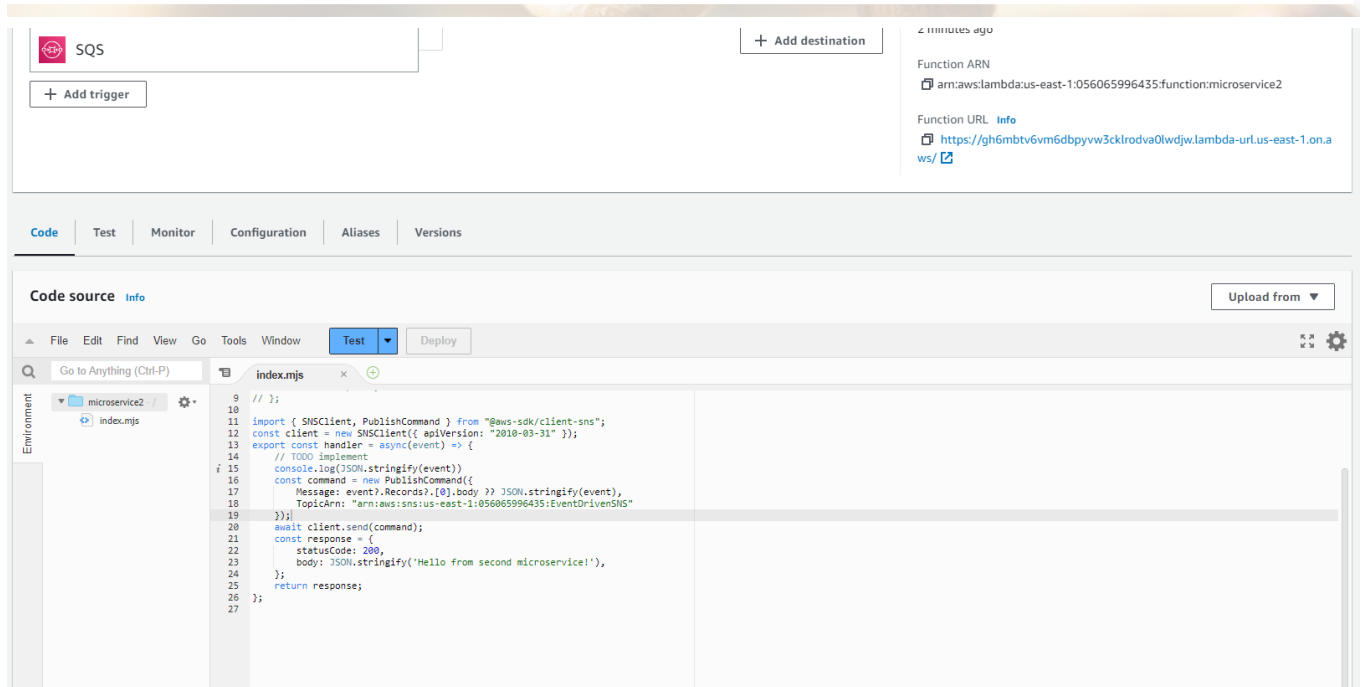 SQS
+ Add trigger
+ Add destination
2 minutes ago
Function ARN
arn:aws:lambda:us-east-1:056065996435:function:microservice2
Function URL Info
https://gh6mbtv6vm6dbpyvw3cklrodva0lwdjw.lambda-url.us-east-1.on.a
ws/
Code Test Monitor Configuration Aliases Versions
Code source Info
Upload from
File Edit Find View Go Tools Window Test Deploy
Go to Anything (Ctrl-P)
index.mjs ×
Environment
microservice2 - /
index.mjs
9 // };
10
11 import { SNSClient, PublishCommand } from "@aws-sdk/client-sns";
12 const client = new SNSClient({ apiVersion: "2010-03-31" });
13 export const handler = async(event) => {
14 // TODO implement
i 15 console.log(JSON.stringify(event))
16 const command = new PublishCommand({
17 Message: event?.Records?.[0].body ?? JSON.stringify(event),
18 TopicArn: "arn:aws:sns:us-east-1:056065996435:EventDrivenSNS"
19 });
20 await client.send(command);
21 const response = {
22 statusCode: 200,
23 body: JSON.stringify('Hello from second microservice!'),
24 };
25 return response;
26 };
27